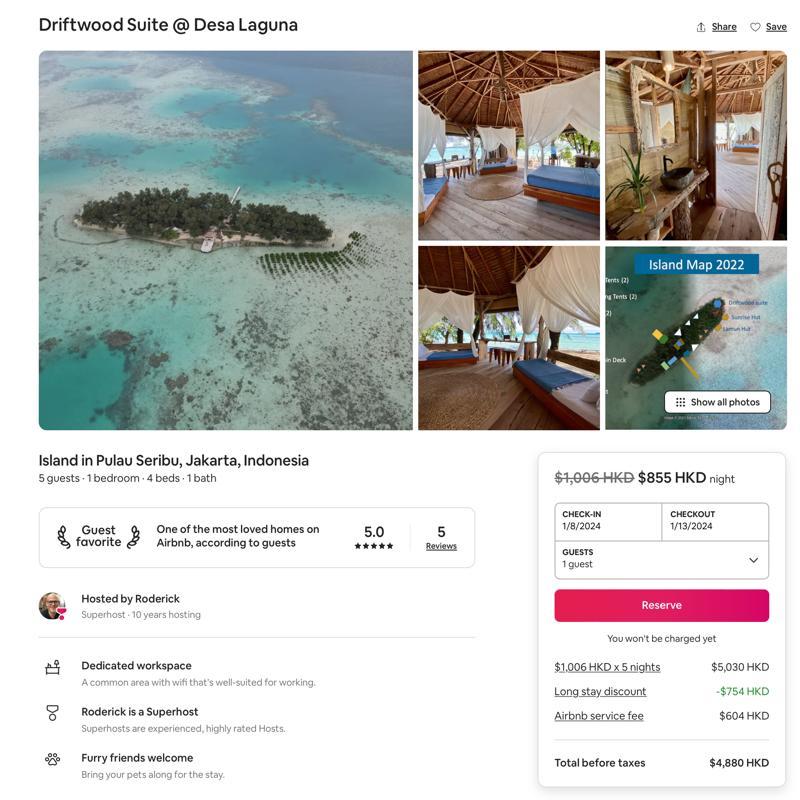 Driftwood Suite @ Desa Laguna
Share
Save
Island Map 2022
Tents (2)
Driftwood suite
ng Tents (2)
Sunrise Hut
(2)
Lamun Hut
Deck
Show all photos
Island in Pulau Seribu, Jakarta, Indonesia
5 guests · 1 bedroom · 4 beds · 1 bath
Guest favorite
One of the most loved homes on
Airbnb, according to guests
5.0
5
Reviews
Hosted by Roderick
Superhost · 10 years hosting
Dedicated workspace
A common area with wifi that's well-suited for working.
Roderick is a Superhost
Superhosts are experienced, highly rated Hosts.
Furry friends welcome
Bring your pets along for the stay.
$1,006 HKD $855 HKD night
CHECK-IN
1/8/2024
CHECKOUT
1/13/2024
GUESTS
1 guest
Reserve
You won't be charged yet
$1,006 HKD x 5 nights $5,030 HKD
Long stay discount -$754 HKD
Airbnb service fee $604 HKD
Total before taxes $4,880 HKD